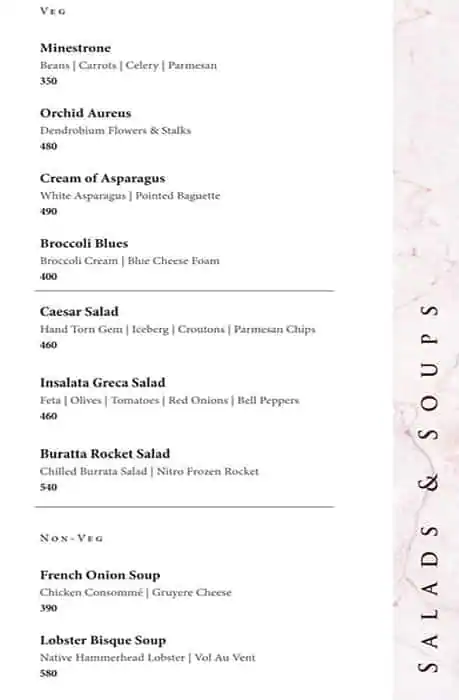 Veg
Minestrone
Beans | Carrots | Celery | Parmesan
350
Orchid Aureus
Dendrobium Flowers & Stalks
480
Cream of Asparagus
White Asparagus | Pointed Baguette
490
Broccoli Blues
Broccoli Cream | Blue Cheese Foam
400
Caesar Salad
Hand Torn Gem | Iceberg | Croutons | Parmesan Chips
460
Insalata Greca Salad
Feta | Olives | Tomatoes | Red Onions | Bell Peppers
460
Buratta Rocket Salad
Chilled Burrata Salad | Nitro Frozen Rocket
540
Non-Veg
French Onion Soup
Chicken Consommé | Gruyere Cheese
390
Lobster Bisque Soup
Native Hammerhead Lobster | Vol Au Vent
580
SALADS & SOUPS